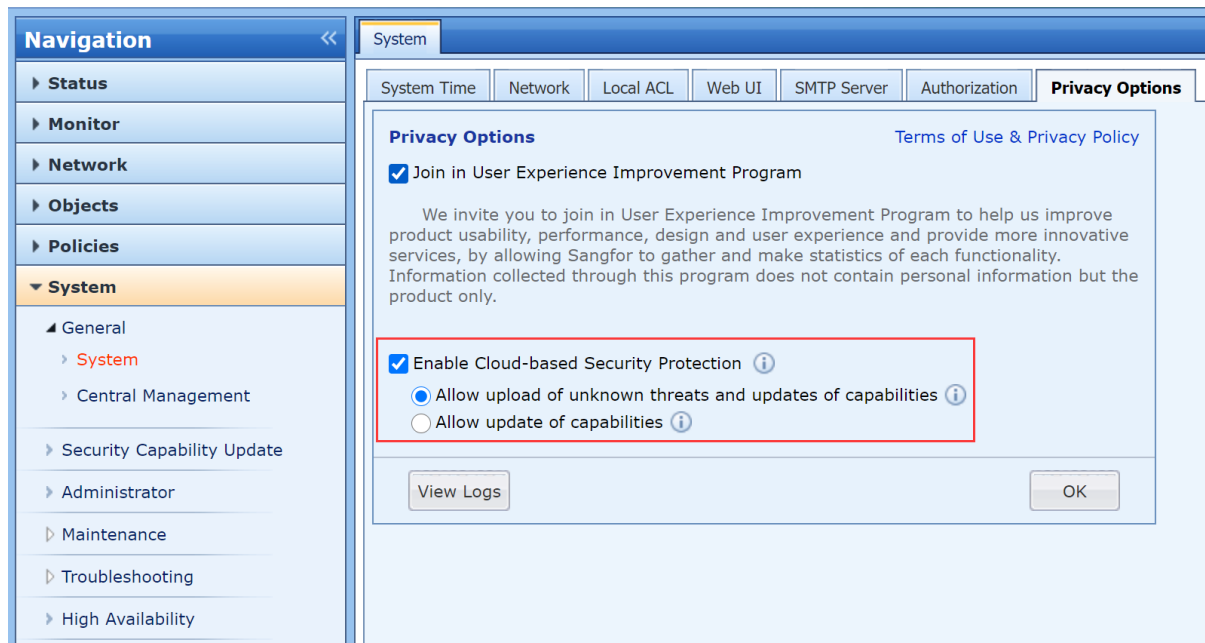 Navigation
Status
Monitor
Network
Objects
Policies
System
General
System
Central Management
Security Capability Update
Administrator
Maintenance
Troubleshooting
High Availability
System
System Time
Network
Local ACL
Web UI
SMTP Server
Authorization
Privacy Options
Privacy Options
Terms of Use & Privacy Policy
Join in User Experience Improvement Program
We invite you to join in User Experience Improvement Program to help us improve
product usability, performance, design and user experience and provide more innovative
services, by allowing Sangfor to gather and make statistics of each functionality.
Information collected through this program does not contain personal information but the
product only.
Enable Cloud-based Security Protection
Allow upload of unknown threats and updates of capabilities
Allow update of capabilities
View Logs
OK